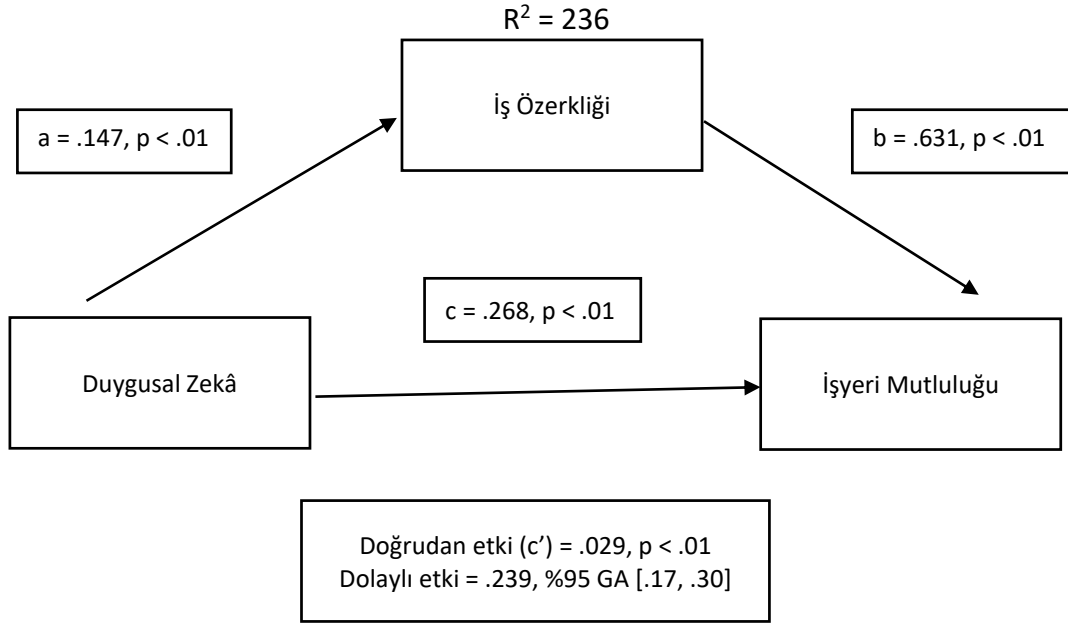 R² = 236
İş Özerkliği
a = .147, p < .01
b = .631, p < .01
c = .268, p < .01
Duygusal Zekâ
İşyeri Mutluluğu
Doğrudan etki (c’) = .029, p < .01
Dolaylı etki = .239, %95 GA [.17, .30]